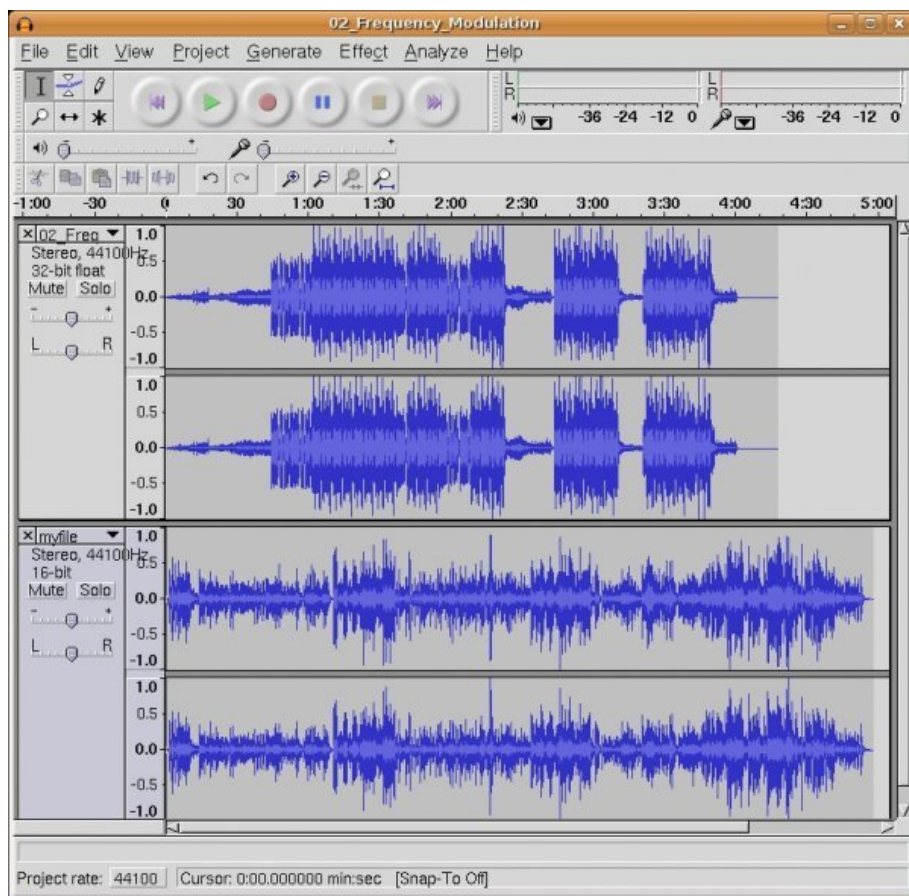 02_Frequency_Modulation
File Edit View Project Generate Effect Analyze Help
L
R
-36 -24 -12 0
L
R
-36 -24 -12 0
- +
- +
-1:00 -30 0 30 1:00 1:30 2:00 2:30 3:00 3:30 4:00 4:30 5:00
02_Freq
Stereo, 44100Hz
32-bit float
Mute Solo
- +
L R
1.0
0.5
0.0
-0.5
-1.0
1.0
0.5
0.0
-0.5
-1.0
myfile
Stereo, 44100Hz
16-bit
Mute Solo
- +
L R
1.0
0.5
0.0
-0.5
-1.0
1.0
0.5
0.0
-0.5
-1.0
Project rate: 44100 Cursor: 0:00.000000 min:sec [Snap-To Off]